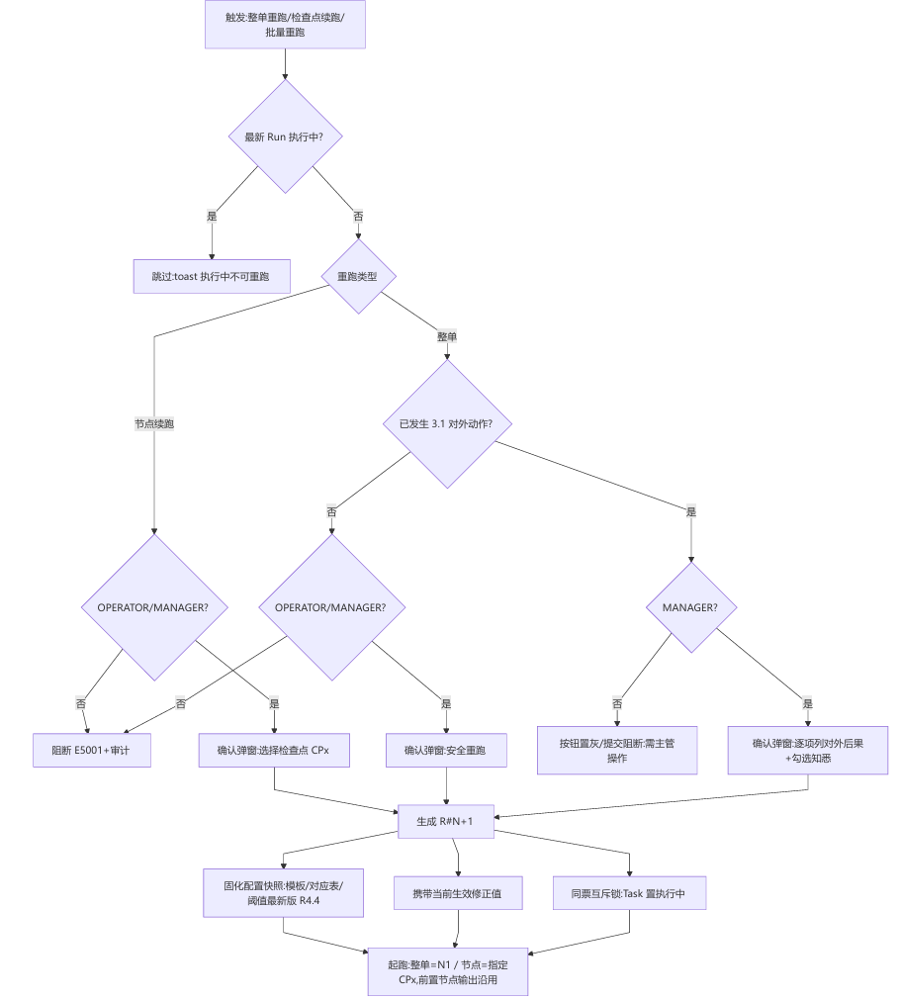 触发:整单重跑/检查点续跑/
批量重跑
最新 Run 执行中?
是
否
跳过:toast 执行中不可重跑
重跑类型
整单
节点续跑
已发生 3.1 对外动作?
否
是
OPERATOR/MANAGER?
OPERATOR/MANAGER?
MANAGER?
否
否
是
是
否
是
阻断 E5001+审计
确认弹窗:选择检查点 CPx
确认弹窗:安全重跑
按钮置灰/提交阻断:需主管
操作
确认弹窗:逐项列对外后果
+勾选知悉
生成 R#N+1
固化配置快照:模板/对应表/
阈值最新版 R4.4
携带当前生效修正值
同票互斥锁:Task 置执行中
起跑:整单=N1 / 节点=指定
CPx,前置节点输出沿用